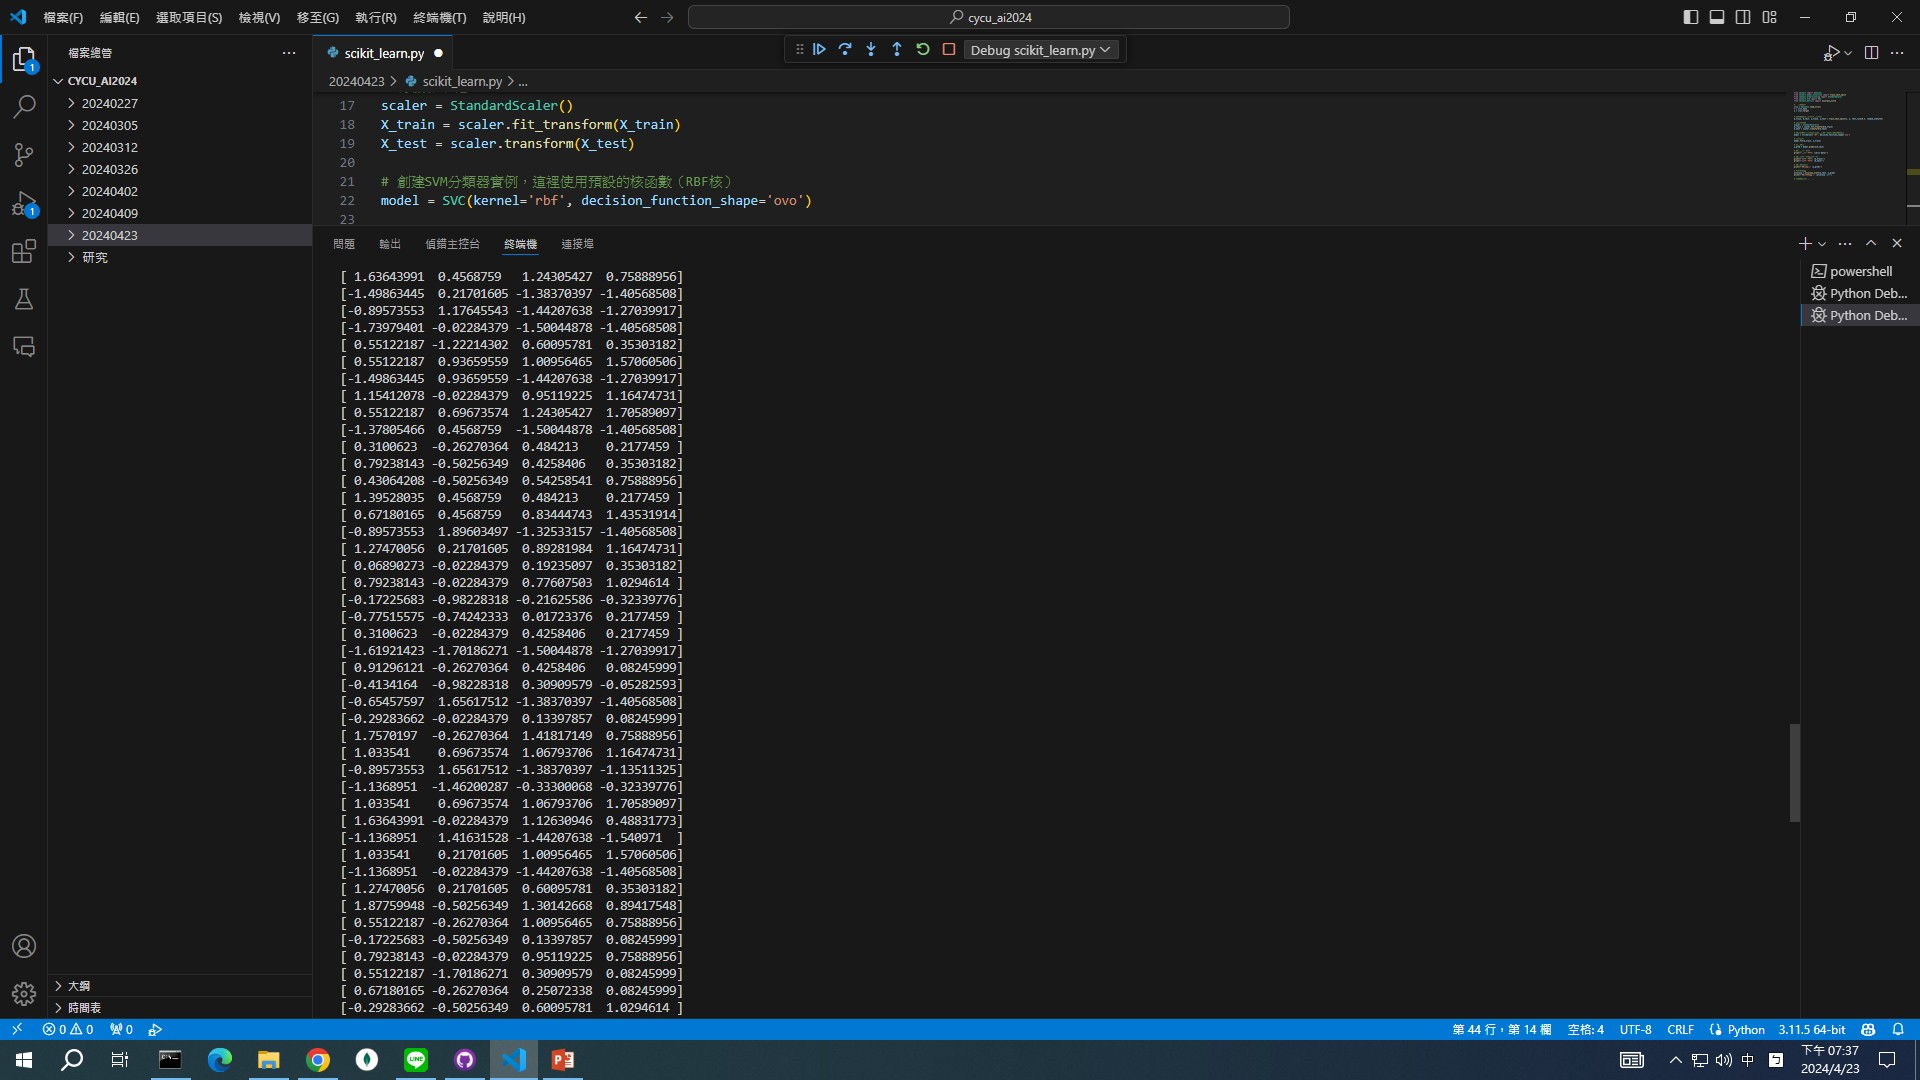 檔案(F) 編輯(E) 選取項目(S) 檢視(V) 移至(G) 執行(R) 終端機(T) 說明(H)
cycu_ai2024
檔案總管
scikit_learn.py
Debug scikit_learn.py
CYCU_AI2024
20240227
20240305
20240312
20240326
20240402
20240409
20240423
研究
大綱
時間表
20240423 > scikit_learn.py > ...
17 scaler = StandardScaler()
18 X_train = scaler.fit_transform(X_train)
19 X_test = scaler.transform(X_test)
20
21 # 創建SVM分類器實例，這裡使用預設的核函數（RBF核）
22 model = SVC(kernel='rbf', decision_function_shape='ovo')
23
問題 輸出 偵錯主控台 終端機 連接埠
powershell
Python Deb...
Python Deb...
[ 1.63643991  0.4568759   1.24305427  0.75888956]
[-1.49863445  0.21701605 -1.38370397 -1.40568508]
[-0.89573553  1.17645543 -1.44207638 -1.27039917]
[-1.73979401 -0.02284379 -1.50044878 -1.40568508]
[ 0.55122187 -1.22214302  0.60095781  0.35303182]
[ 0.55122187  0.93659559  1.00956465  1.57060506]
[-1.49863445  0.93659559 -1.44207638 -1.27039917]
[ 1.15412078 -0.02284379  0.95119225  1.16474731]
[ 0.55122187  0.69673574  1.24305427  1.70589097]
[-1.37805466  0.4568759  -1.50044878 -1.40568508]
[ 0.3100623  -0.26270364  0.484213    0.2177459 ]
[ 0.79238143 -0.50256349  0.4258406   0.35303182]
[ 0.43064208 -0.50256349  0.54258541  0.75888956]
[ 1.39528035  0.4568759   0.484213    0.2177459 ]
[ 0.67180165  0.4568759   0.83444743  1.43531914]
[-0.89573553  1.89603497 -1.32533157 -1.40568508]
[ 1.27470056  0.21701605  0.89281984  1.16474731]
[ 0.06890273 -0.02284379  0.19235097  0.35303182]
[ 0.79238143 -0.02284379  0.77607503  1.0294614 ]
[-0.17225683 -0.98228318 -0.21625586 -0.32339776]
[-0.77515575 -0.74242333  0.01723376  0.2177459 ]
[ 0.3100623  -0.02284379  0.4258406   0.2177459 ]
[-1.61921423 -1.70186271 -1.50044878 -1.27039917]
[ 0.91296121 -0.26270364  0.4258406   0.08245999]
[-0.4134164  -0.98228318  0.30909579 -0.05282593]
[-0.65457597  1.65617512 -1.38370397 -1.40568508]
[-0.29283662 -0.02284379  0.13397857  0.08245999]
[ 1.7570197  -0.26270364  1.41817149  0.75888956]
[ 1.033541    0.69673574  1.06793706  1.16474731]
[-0.89573553  1.65617512 -1.38370397 -1.13511325]
[-1.1368951  -1.46200287 -0.33300068 -0.32339776]
[ 1.033541    0.69673574  1.06793706  1.70589097]
[ 1.63643991 -0.02284379  1.12630946  0.48831773]
[-1.1368951   1.41631528 -1.44207638 -1.540971  ]
[ 1.033541    0.21701605  1.00956465  1.57060506]
[-1.1368951  -0.02284379 -1.44207638 -1.40568508]
[ 1.27470056  0.21701605  0.60095781  0.35303182]
[ 1.87759948 -0.50256349  1.30142668  0.89417548]
[ 0.55122187 -0.26270364  1.00956465  0.75888956]
[-0.17225683 -0.50256349  0.13397857  0.08245999]
[ 0.79238143 -0.02284379  0.95119225  0.75888956]
[ 0.55122187 -1.70186271  0.30909579  0.08245999]
[ 0.67180165 -0.26270364  0.25072338  0.08245999]
[-0.29283662 -0.50256349  0.60095781  1.0294614 ]
0 0 0 第 44 行，第 14 欄 空格: 4 UTF-8 CRLF Python 3.11.5 64-bit
中 下午 07:37
2024/4/23